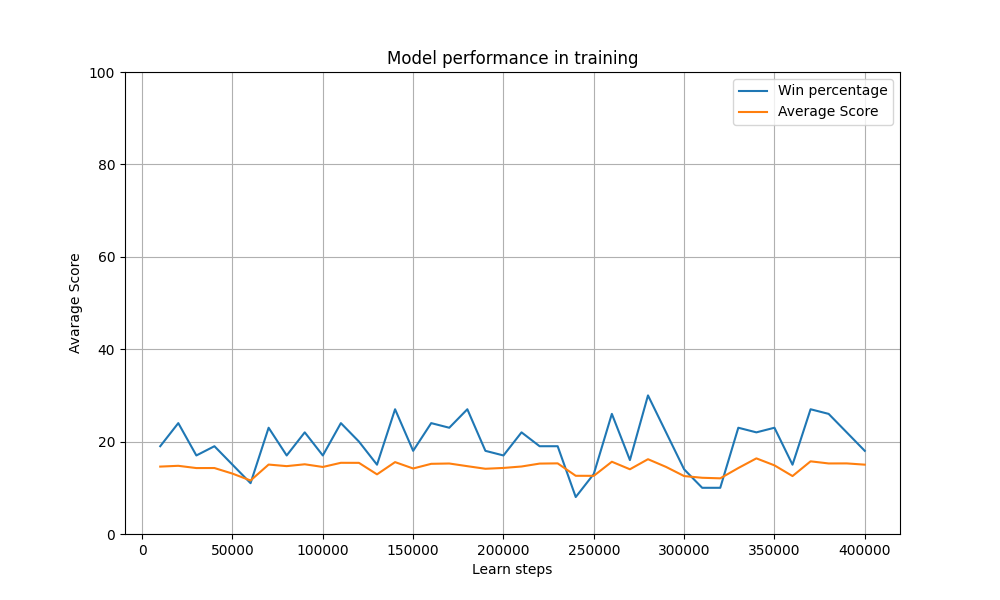 Model performance in training
Win percentage
Average Score
100
80
60
40
20
0
Avarage Score
0 50000 100000 150000 200000 250000 300000 350000 400000
Learn steps